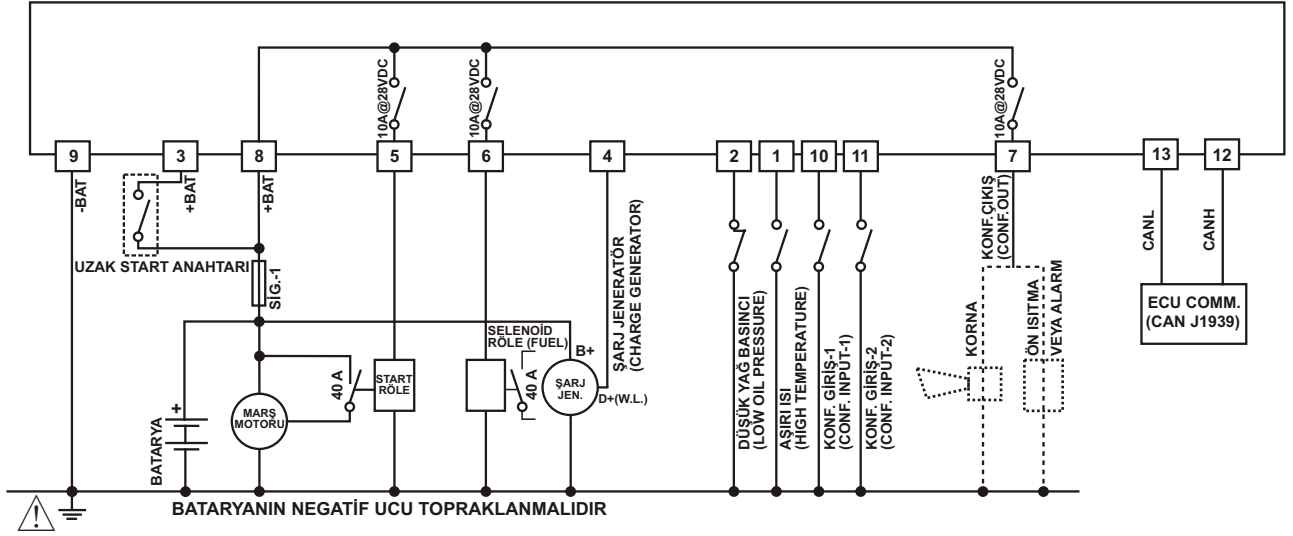 10A@28VDC
10A@28VDC
10A@28VDC
9
3
8
5
6
4
2
1
10
11
7
13
12
-BAT
+BAT
+BAT
UZAK START ANAHTARI
SİG.-1
ŞARJ JENERATÖR
(CHARGE GENERATOR)
DÜŞÜK YAĞ BASINCI
(LOW OIL PRESSURE)
AŞIRI ISI
(HIGH TEMPERATURE)
KONF. GİRİŞ-1
(CONF. INPUT-1)
KONF. GİRİŞ-2
(CONF. INPUT-2)
KONF.ÇIKIŞ
(CONF.OUT)
KORNA
ÖN ISITMA
VEYA ALARM
CANL
CANH
ECU COMM.
(CAN J1939)
SELENOİD
RÖLE (FUEL)
B+
ŞARJ
JEN.
D+(W.L.)
40 A
START
RÖLE
40 A
MARŞ
MOTORU
+
BATARYA
BATARYANIN NEGATİF UCU TOPRAKLANMALIDIR